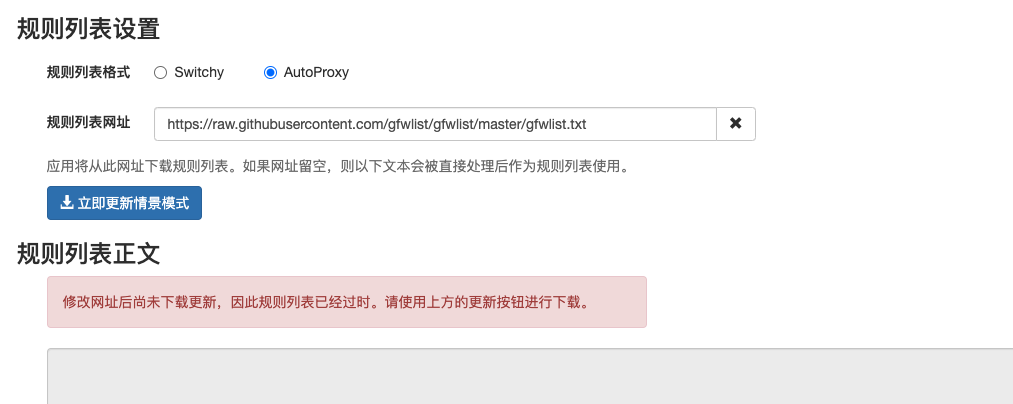 规则列表设置
规则列表格式 Switchy AutoProxy
规则列表网址 https://raw.githubusercontent.com/gfwlist/gfwlist/master/gfwlist.txt
应用将从此网址下载规则列表。如果网址留空，则以下文本会被直接处理后作为规则列表使用。
立即更新情景模式
规则列表正文
修改网址后尚未下载更新，因此规则列表已经过时。请使用上方的更新按钮进行下载。